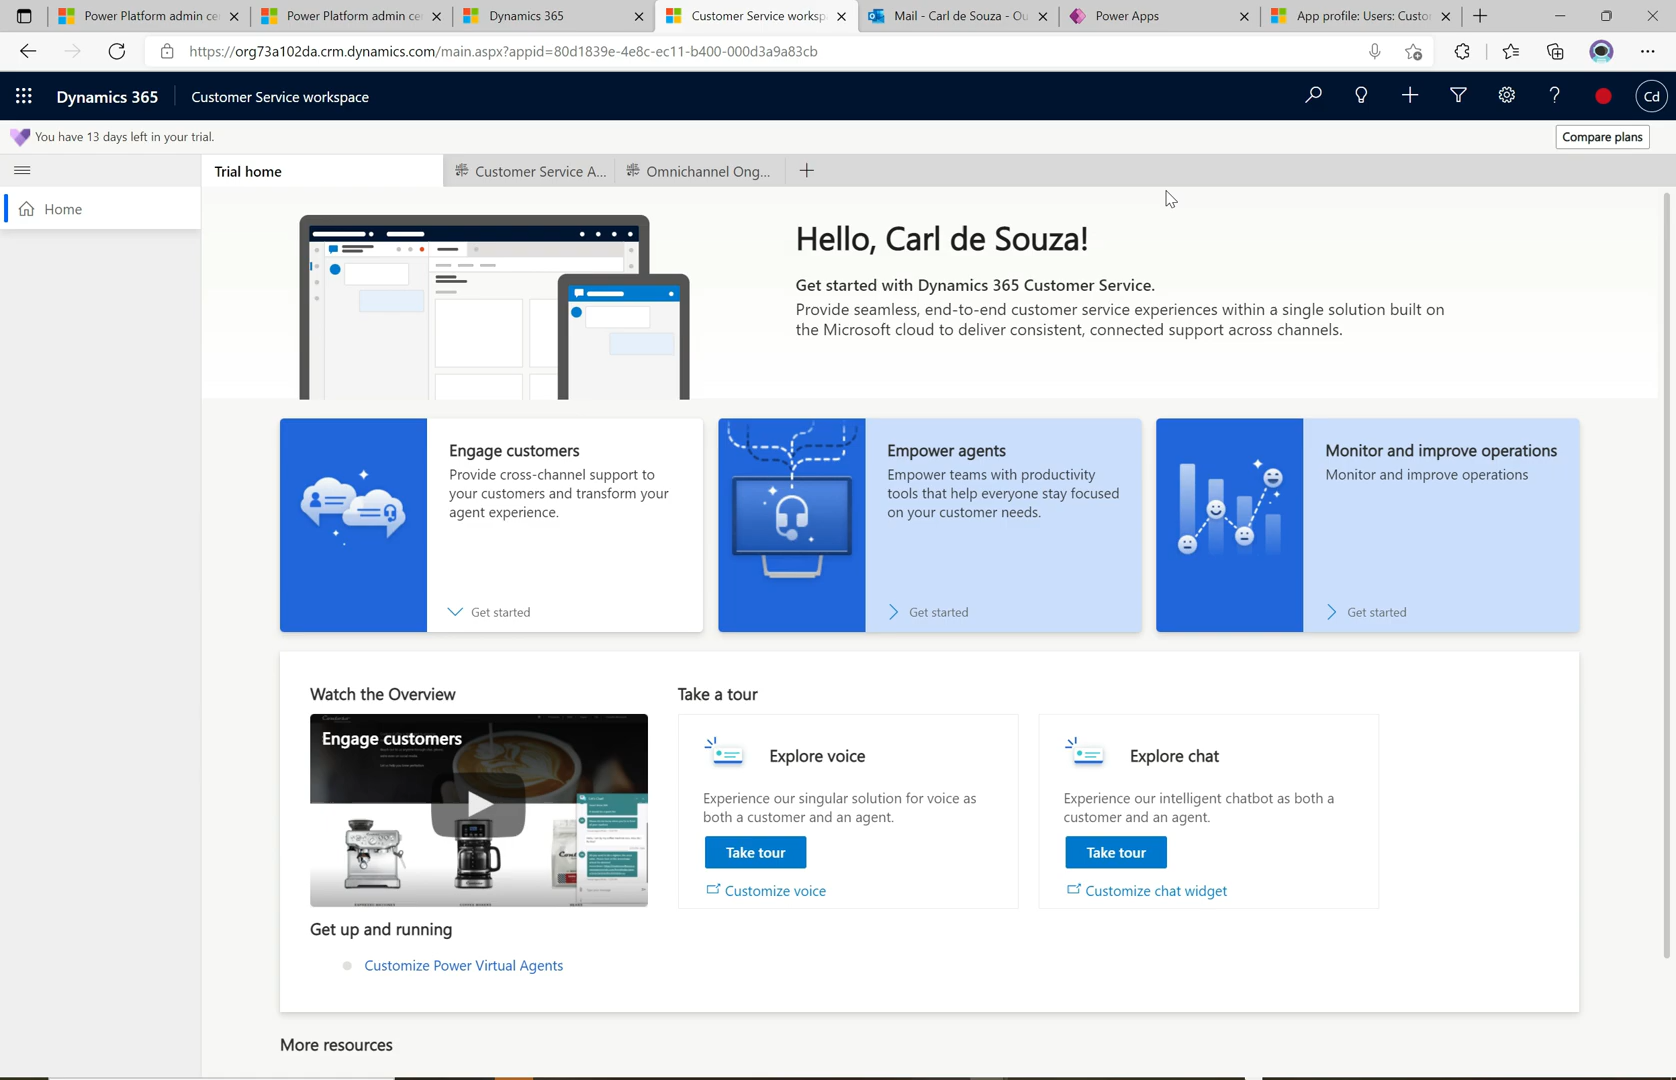 Power Platform admin ce
Power Platform admin ce
Dynamics 365
Customer Service worksp
Mail - Carl de Souza - Ou
Power Apps
App profile: Users: Custo
https://org73a102da.crm.dynamics.com/main.aspx?appid=80d1839e-4e8c-ec11-b400-000d3a9a83cb
Dynamics 365
Customer Service workspace
Cd
You have 13 days left in your trial.
Compare plans
Trial home
Customer Service A...
Omnichannel Ong...
Home
Hello, Carl de Souza!
Get started with Dynamics 365 Customer Service.
Provide seamless, end-to-end customer service experiences within a single solution built on
the Microsoft cloud to deliver consistent, connected support across channels.
Engage customers
Provide cross-channel support to
your customers and transform your
agent experience.
Get started
Empower agents
Empower teams with productivity
tools that help everyone stay focused
on your customer needs.
Get started
Monitor and improve operations
Monitor and improve operations
Get started
Watch the Overview
Engage customers
Take a tour
Explore voice
Experience our singular solution for voice as
both a customer and an agent.
Take tour
Customize voice
Explore chat
Experience our intelligent chatbot as both a
customer and an agent.
Take tour
Customize chat widget
Get up and running
Customize Power Virtual Agents
More resources